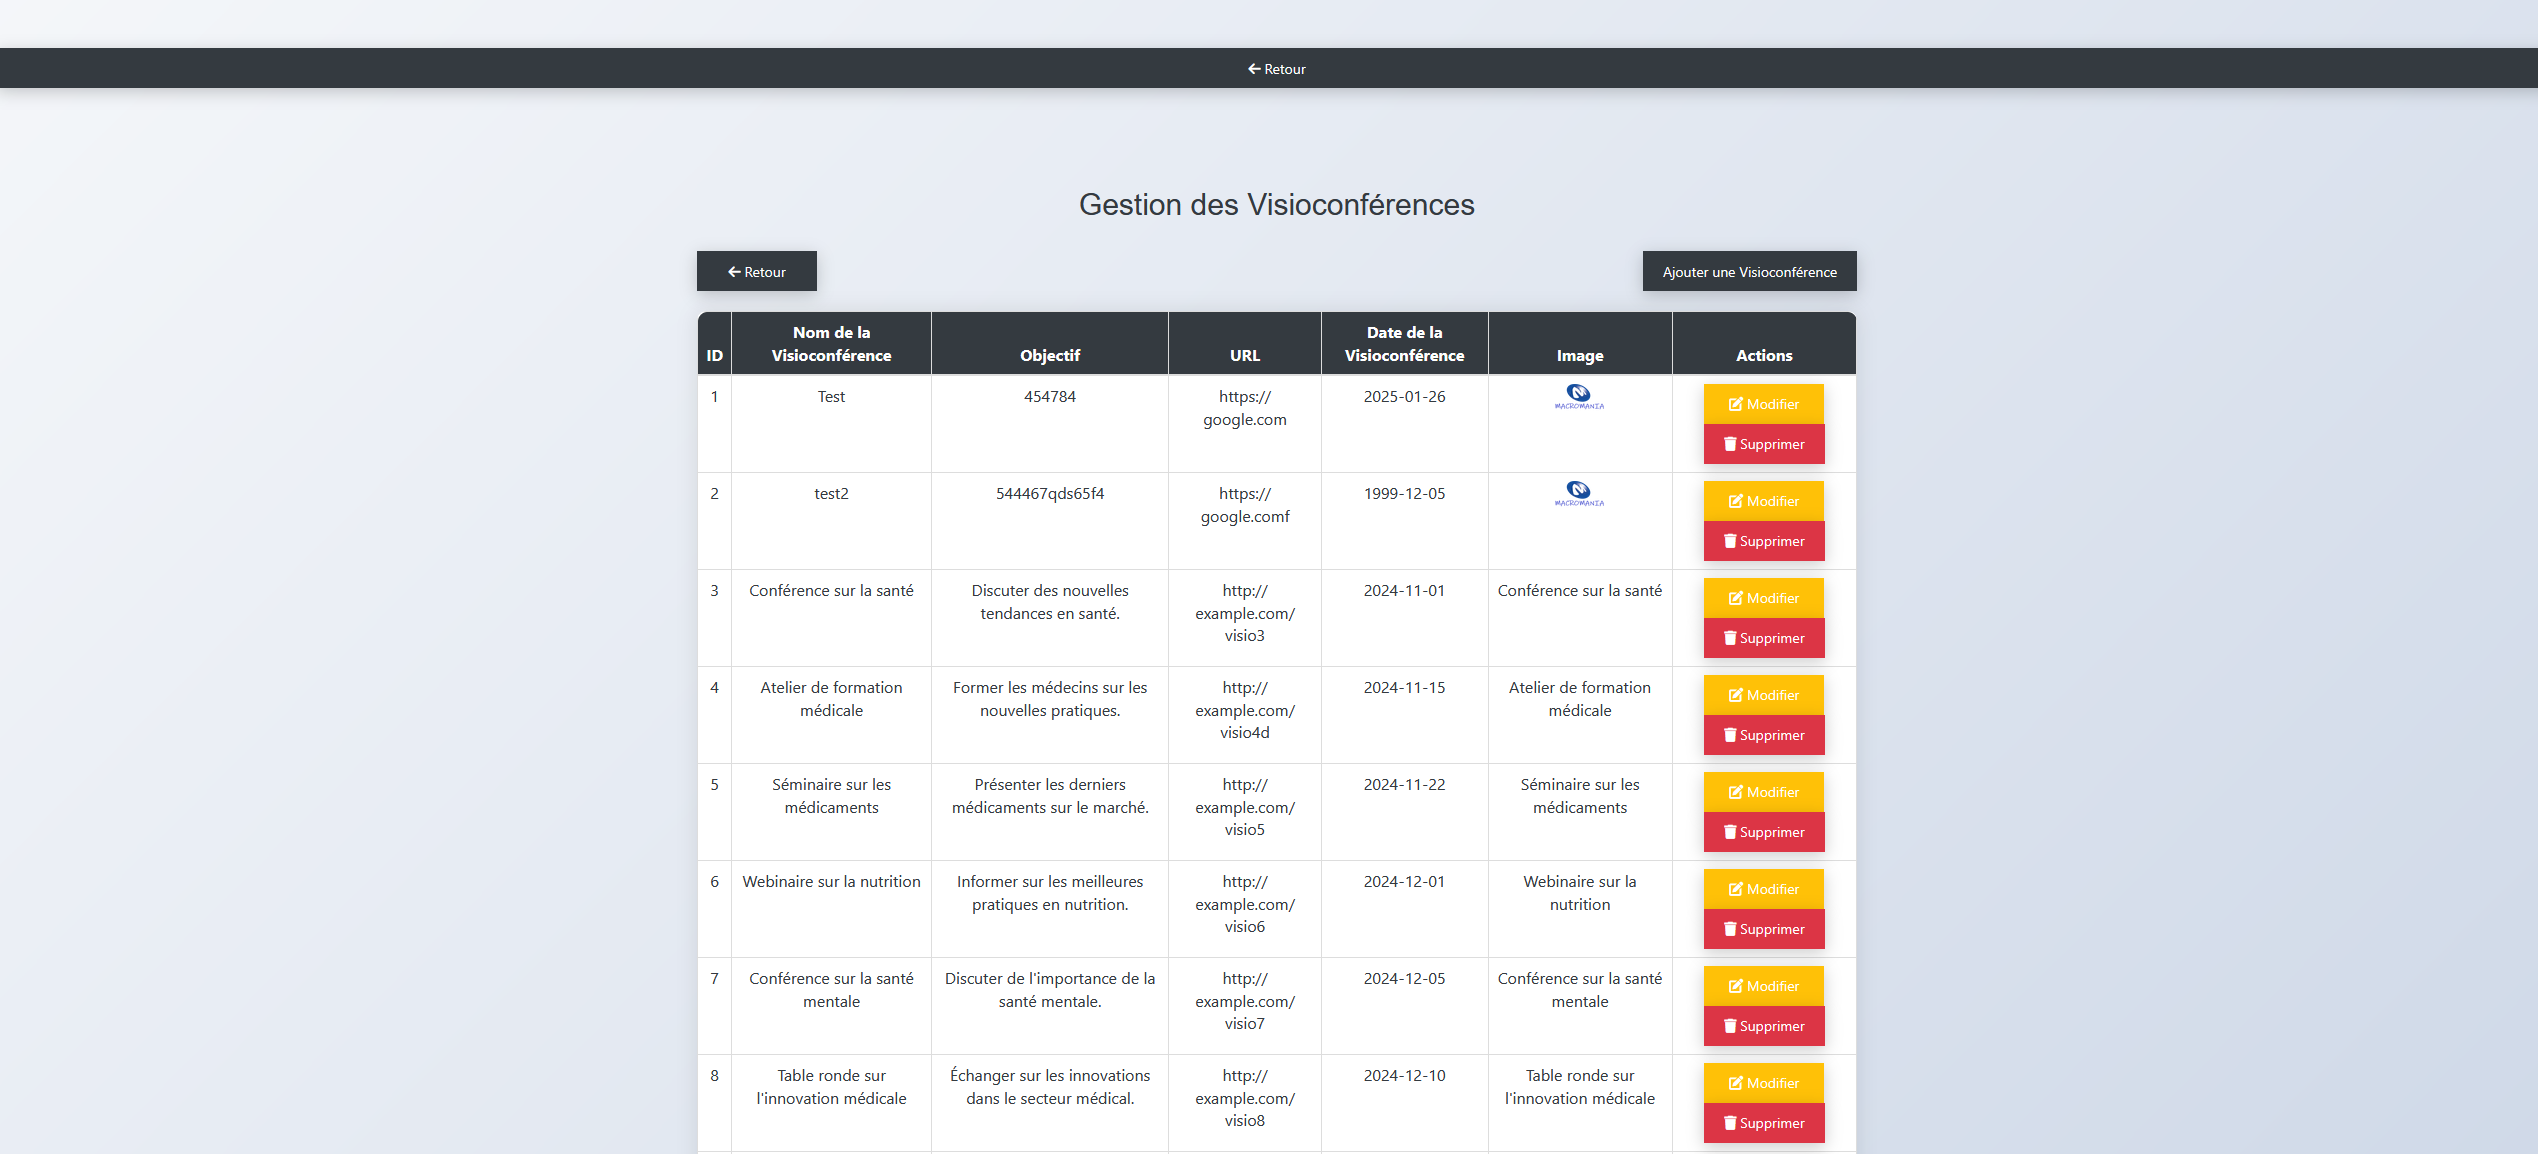 Retour
Gestion des Visioconférences
Retour
Ajouter une Visioconférence
ID
Nom de la
Visioconférence
Objectif
URL
Date de la
Visioconférence
Image
Actions
1
Test
454784
https://
google.com
2025-01-26
MACROMANIA
Modifier
Supprimer
2
test2
544467qds65f4
https://
google.comf
1999-12-05
MACROMANIA
Modifier
Supprimer
3
Conférence sur la santé
Discuter des nouvelles
tendances en santé.
http://
example.com/
visio3
2024-11-01
Conférence sur la santé
Modifier
Supprimer
4
Atelier de formation
médicale
Former les médecins sur les
nouvelles pratiques.
http://
example.com/
visio4d
2024-11-15
Atelier de formation
médicale
Modifier
Supprimer
5
Séminaire sur les
médicaments
Présenter les derniers
médicaments sur le marché.
http://
example.com/
visio5
2024-11-22
Séminaire sur les
médicaments
Modifier
Supprimer
6
Webinaire sur la nutrition
Informer sur les meilleures
pratiques en nutrition.
http://
example.com/
visio6
2024-12-01
Webinaire sur la
nutrition
Modifier
Supprimer
7
Conférence sur la santé
mentale
Discuter de l'importance de la
santé mentale.
http://
example.com/
visio7
2024-12-05
Conférence sur la santé
mentale
Modifier
Supprimer
8
Table ronde sur
l'innovation médicale
Échanger sur les innovations
dans le secteur médical.
http://
example.com/
visio8
2024-12-10
Table ronde sur
l'innovation médicale
Modifier
Supprimer